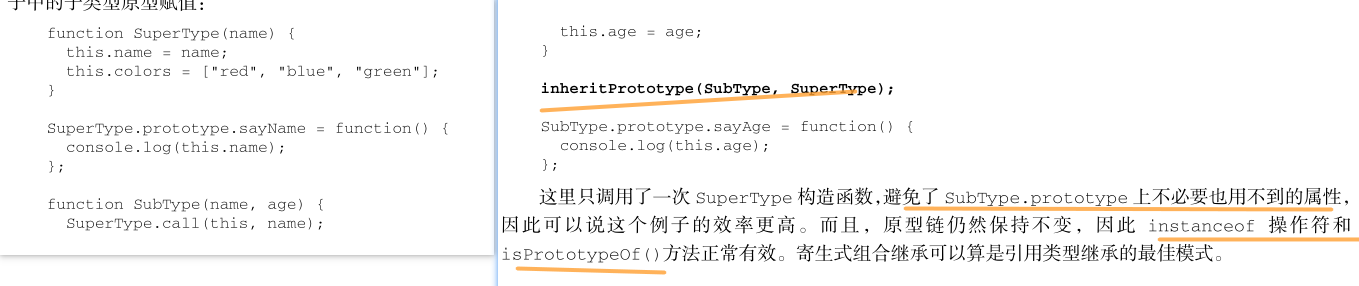 子中的子类型原型赋值：
function SuperType(name) {
  this.name = name;
  this.colors = ["red", "blue", "green"];
}
SuperType.prototype.sayName = function() {
  console.log(this.name);
};
function SubType(name, age) {
  SuperType.call(this, name);
  this.age = age;
}
inheritPrototype(SubType, SuperType);
SubType.prototype.sayAge = function() {
  console.log(this.age);
};
这里只调用了一次 SuperType 构造函数，避免了 SubType.prototype 上不必要也用不到的属性，
因此可以说这个例子的效率更高。而且，原型链仍然保持不变，因此 instanceof 操作符和
isPrototypeOf()方法正常有效。寄生式组合继承可以算是引用类型继承的最佳模式。